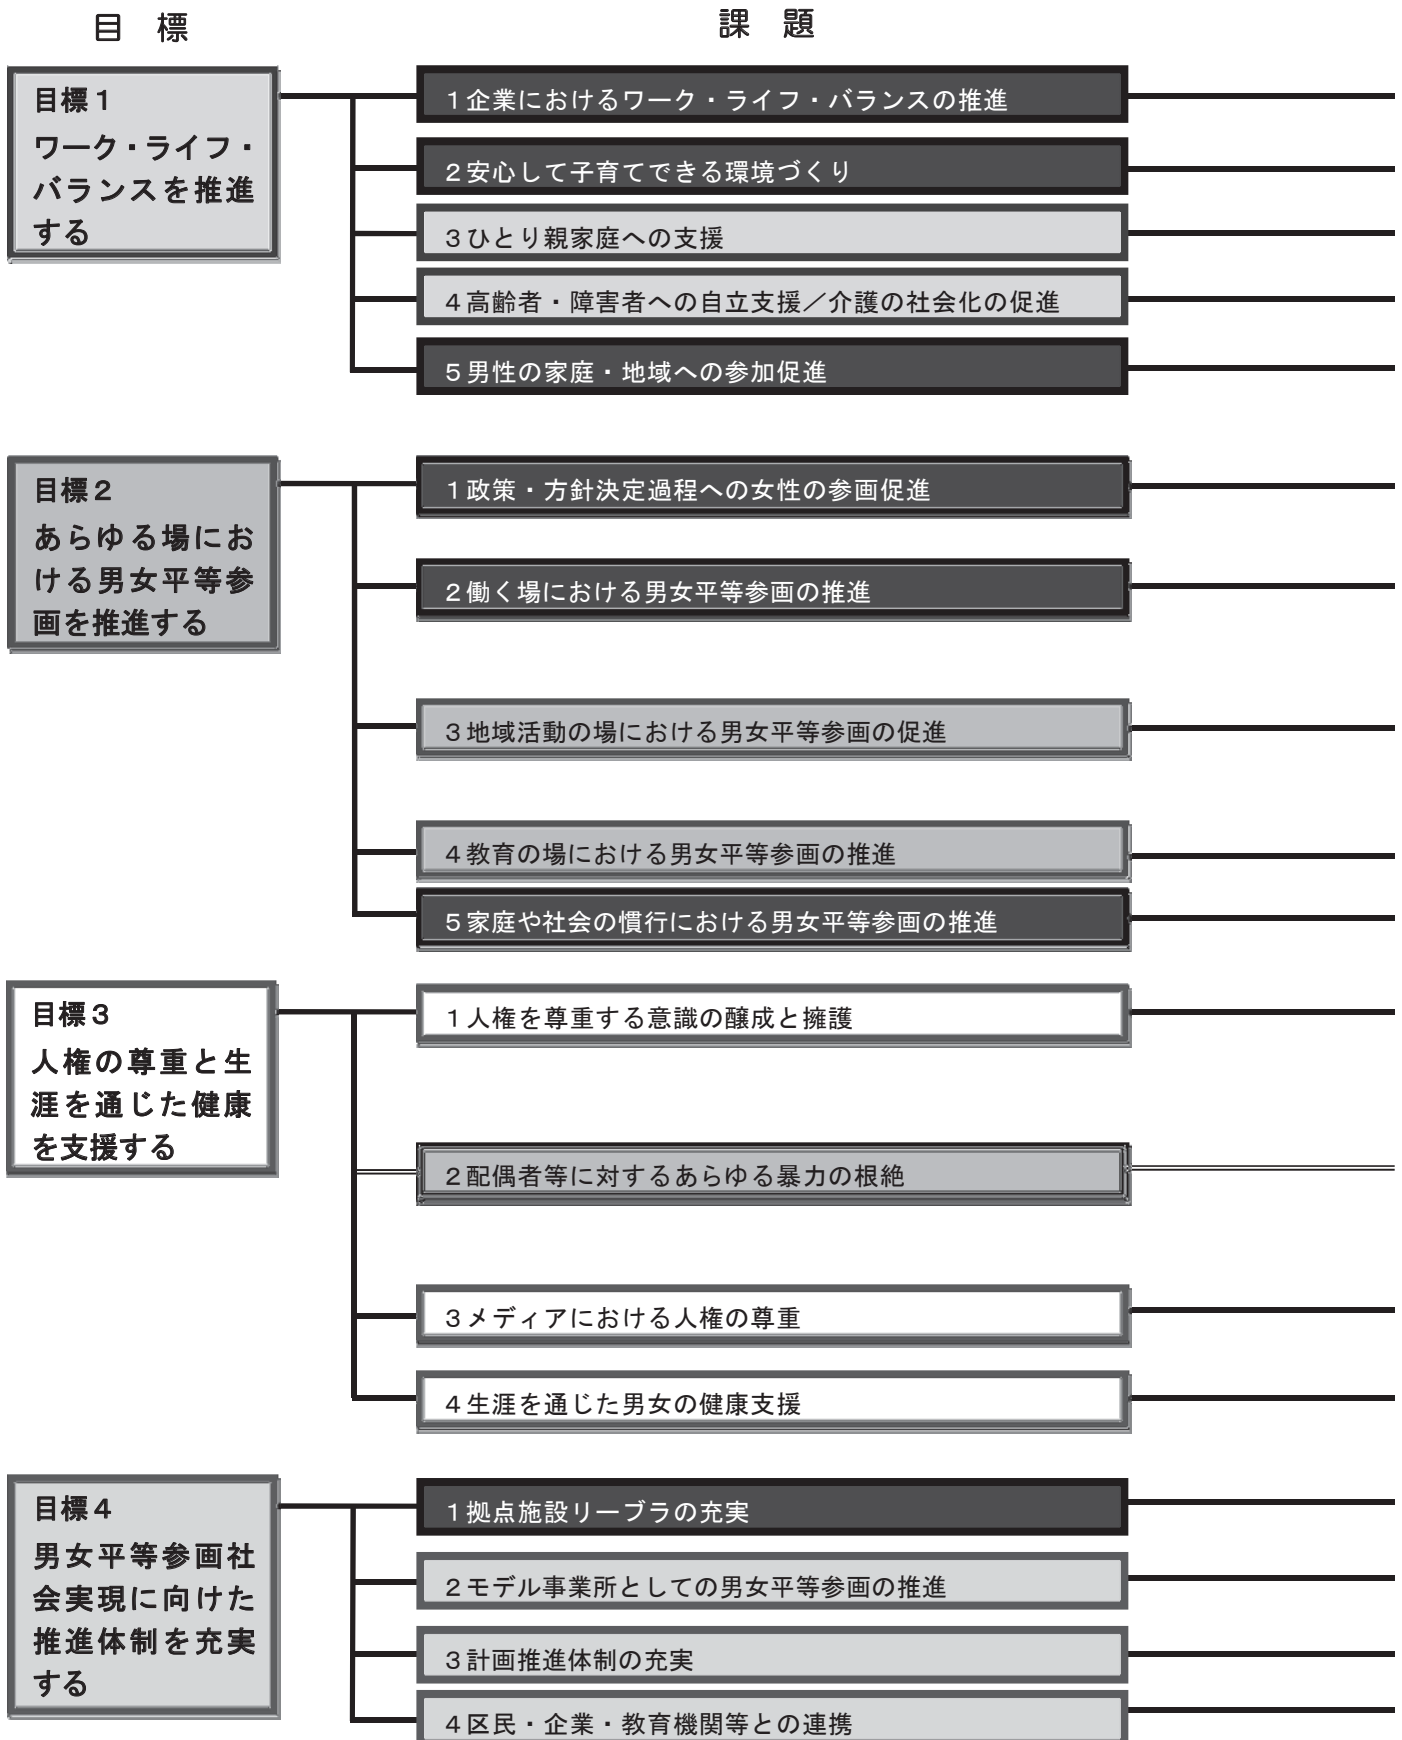 目 標
課 題
目標１
ワーク・ライフ・
バランスを推進
する
１企業におけるワーク・ライフ・バランスの推進
２安心して子育てできる環境づくり
３ひとり親家庭への支援
４高齢者・障害者への自立支援／介護の社会化の促進
５男性の家庭・地域への参加促進
目標２
あらゆる場にお
ける男女平等参
画を推進する
１政策・方針決定過程への女性の参画促進
２働く場における男女平等参画の推進
３地域活動の場における男女平等参画の促進
４教育の場における男女平等参画の推進
５家庭や社会の慣行における男女平等参画の推進
目標３
人権の尊重と生
涯を通じた健康
を支援する
１人権を尊重する意識の醸成と擁護
２配偶者等に対するあらゆる暴力の根絶
３メディアにおける人権の尊重
４生涯を通じた男女の健康支援
目標４
男女平等参画社
会実現に向けた
推進体制を充実
する
１拠点施設リーブラの充実
２モデル事業所としての男女平等参画の推進
３計画推進体制の充実
４区民・企業・教育機関等との連携